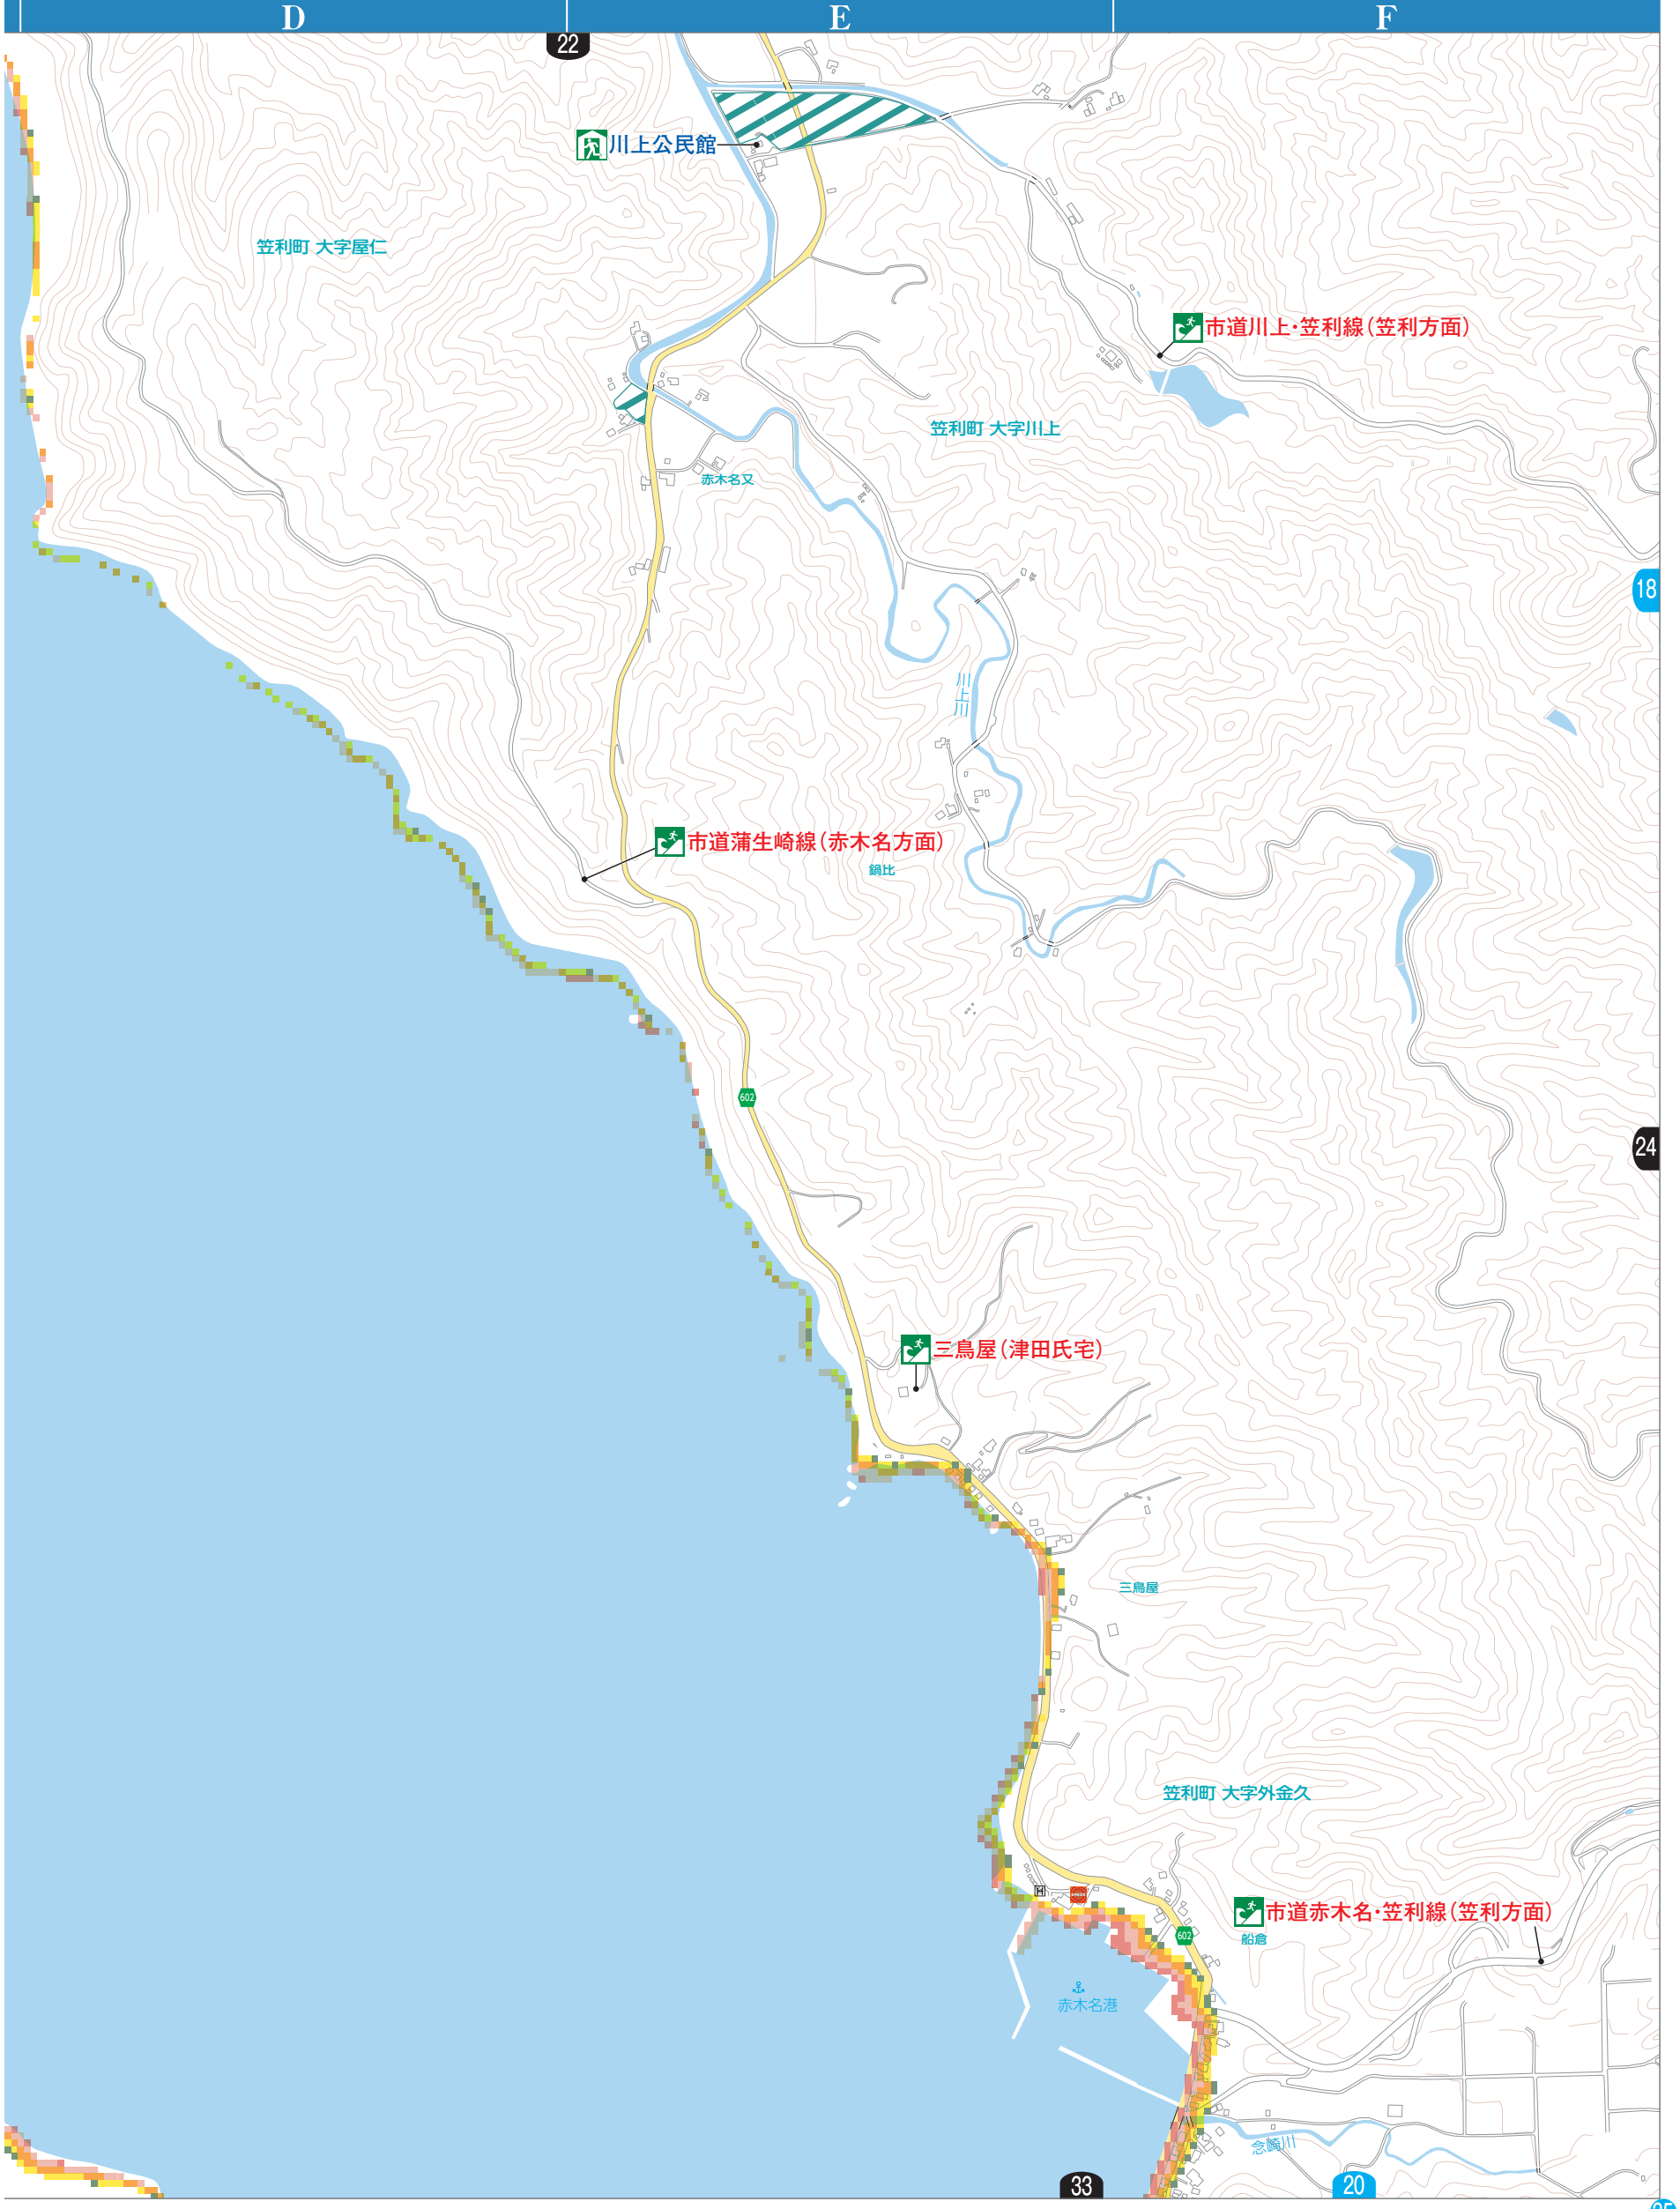 D
E
F
22
川上公民館
笠利町 大字屋仁
市道川上・笠利線（笠利方面）
笠利町 大字川上
赤木名又
18
川上川
市道蒲生崎線（赤木名方面）
鍋比
602
24
三鳥屋（津田氏宅）
三鳥屋
笠利町 大字外金久
H
市道赤木名・笠利線（笠利方面）
602
船倉
赤木名港
念崎川
33
20